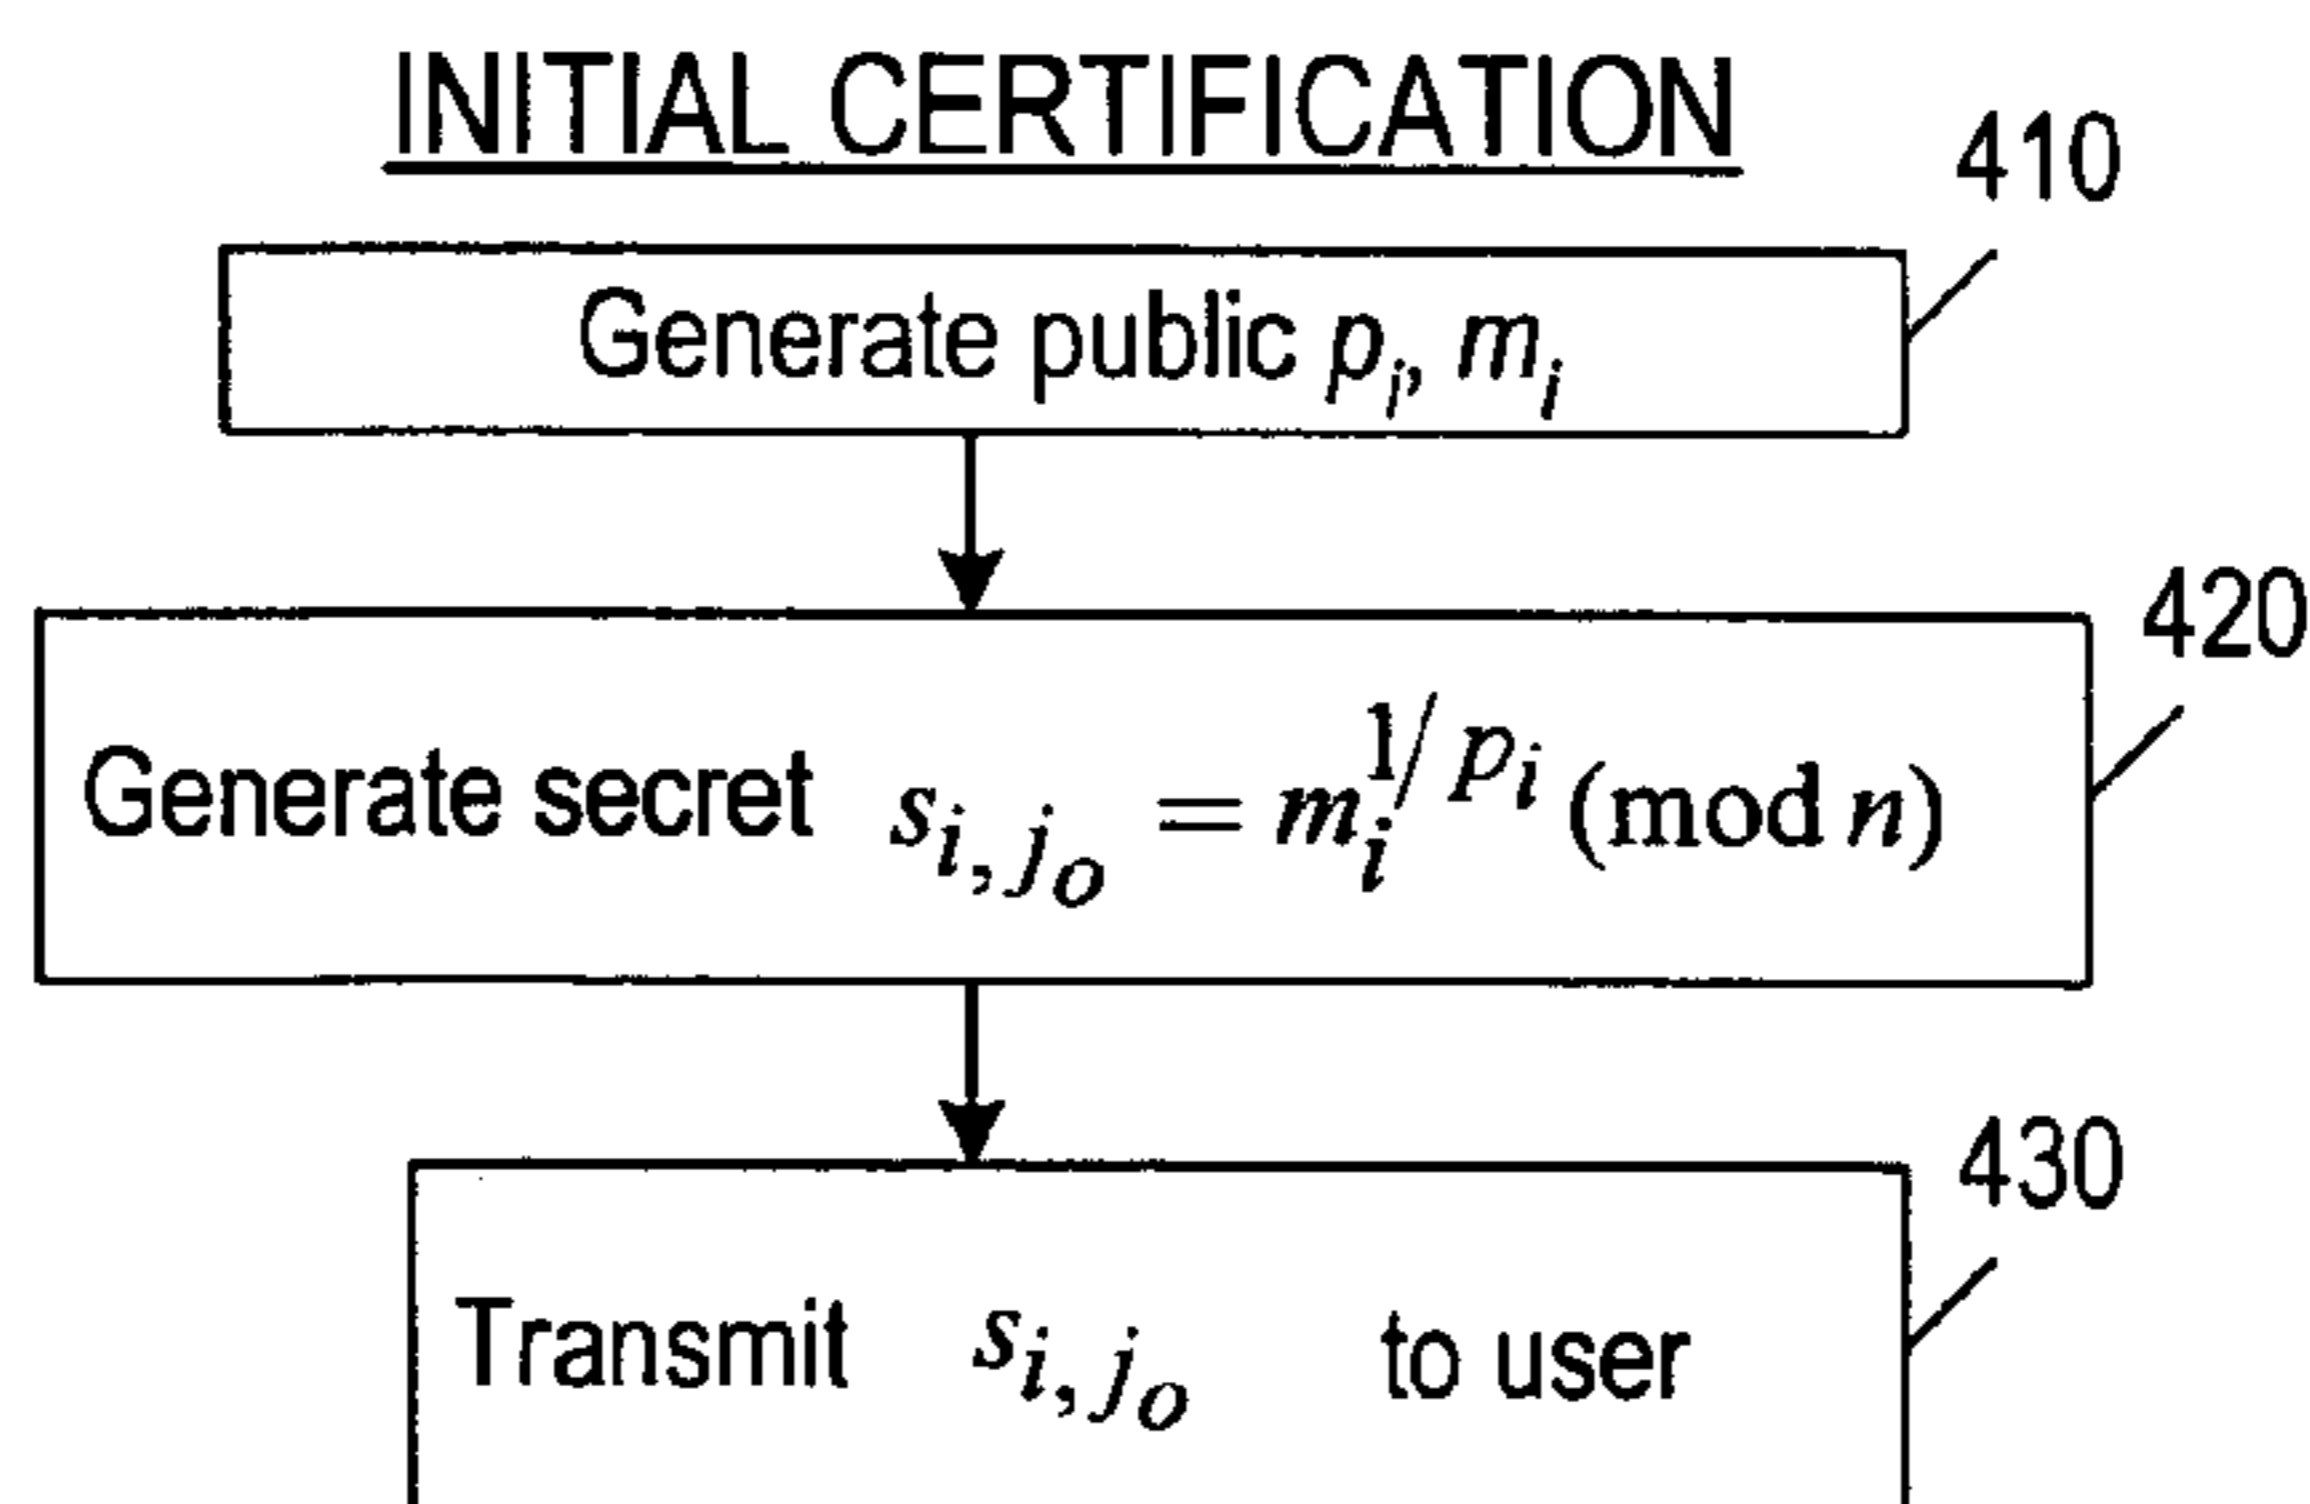 INITIAL CERTIFICATION
410
Generate public p_i, m_i
420
Generate secret s_{i,j_o} = m_i^{1/p_i} (mod n)
430
Transmit s_{i,j_o} to user